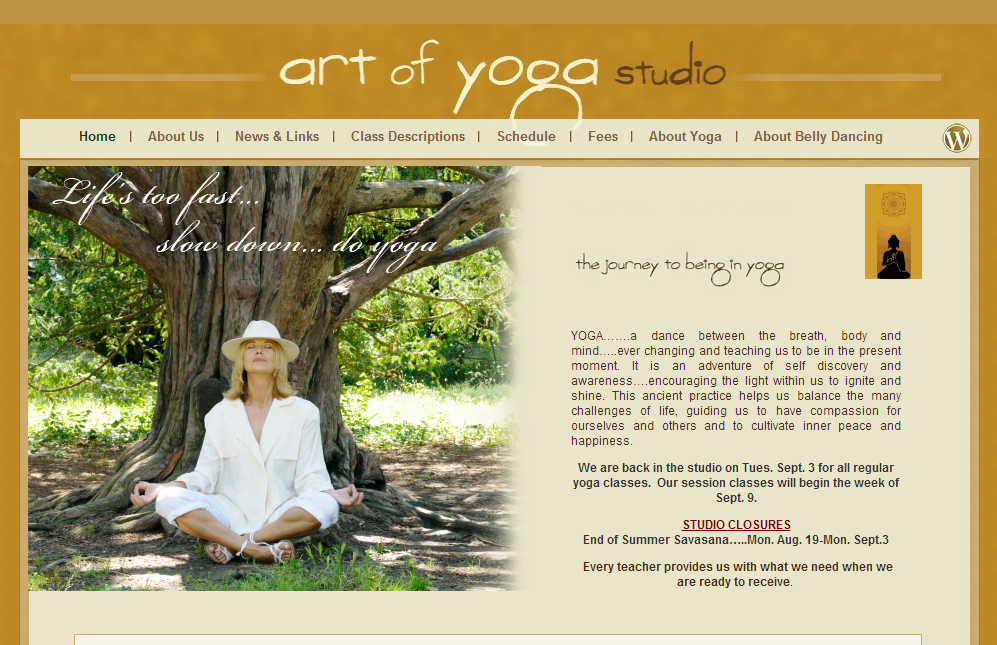 art of yoga studio
Home | About Us | News & Links | Class Descriptions | Schedule | Fees | About Yoga | About Belly Dancing
Life's too fast...
slow down... do yoga
the journey to being in yoga
YOGA.......a dance between the breath, body and
mind.....ever changing and teaching us to be in the present
moment. It is an adventure of self discovery and
awareness....encouraging the light within us to ignite and
shine. This ancient practice helps us balance the many
challenges of life, guiding us to have compassion for
ourselves and others and to cultivate inner peace and
happiness.
We are back in the studio on Tues. Sept. 3 for all regular
yoga classes. Our session classes will begin the week of
Sept. 9.
STUDIO CLOSURES
End of Summer Savasana.....Mon. Aug. 19-Mon. Sept.3
Every teacher provides us with what we need when we
are ready to receive.